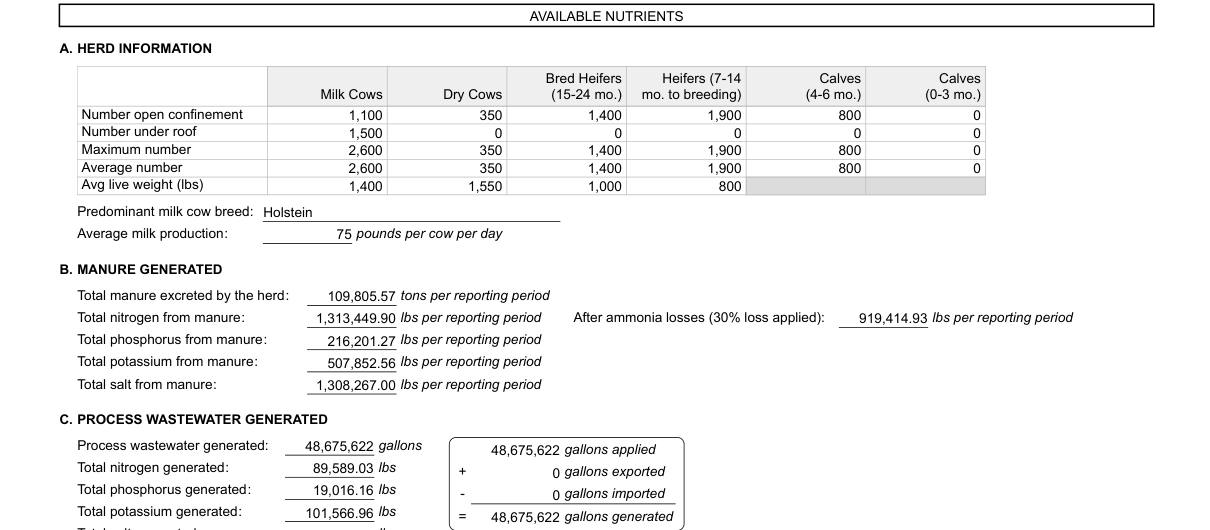 AVAILABLE NUTRIENTS
A. HERD INFORMATION
Milk Cows Dry Cows Bred Heifers (15-24 mo.) Heifers (7-14 mo. to breeding) Calves (4-6 mo.) Calves (0-3 mo.)
Number open confinement 1,100 350 1,400 1,900 800 0
Number under roof 1,500 0 0 0 0 0
Maximum number 2,600 350 1,400 1,900 800 0
Average number 2,600 350 1,400 1,900 800 0
Avg live weight (lbs) 1,400 1,550 1,000 800
Predominant milk cow breed: Holstein
Average milk production: 75 pounds per cow per day
B. MANURE GENERATED
Total manure excreted by the herd: 109,805.57 tons per reporting period
Total nitrogen from manure: 1,313,449.90 lbs per reporting period After ammonia losses (30% loss applied): 919,414.93 lbs per reporting period
Total phosphorus from manure: 216,201.27 lbs per reporting period
Total potassium from manure: 507,852.56 lbs per reporting period
Total salt from manure: 1,308,267.00 lbs per reporting period
C. PROCESS WASTEWATER GENERATED
Process wastewater generated: 48,675,622 gallons 48,675,622 gallons applied
Total nitrogen generated: 89,589.03 lbs + 0 gallons exported
Total phosphorus generated: 19,016.16 lbs - 0 gallons imported
Total potassium generated: 101,566.96 lbs = 48,675,622 gallons generated